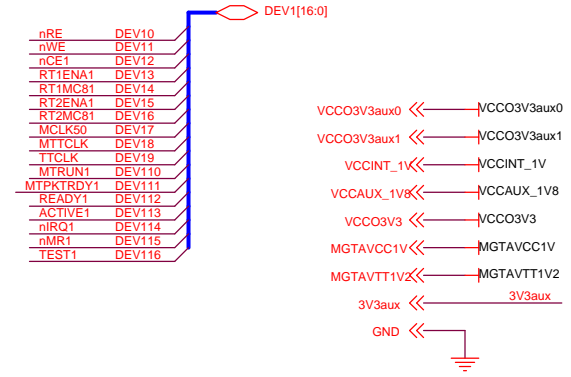 DEV1[16:0]
nRE DEV10
nWE DEV11
nCE1 DEV12
RT1ENA1 DEV13
RT1MC81 DEV14
RT2ENA1 DEV15
RT2MC81 DEV16
MCLK50 DEV17
MTTCLK DEV18
TTCLK DEV19
MTRUN1 DEV110
MTPKTRDY1 DEV111
READY1 DEV112
ACTIVE1 DEV113
nIRQ1 DEV114
nMR1 DEV115
TEST1 DEV116
VCCO3V3aux0 VCCO3V3aux0
VCCO3V3aux1 VCCO3V3aux1
VCCINT_1V VCCINT_1V
VCCAUX_1V8 VCCAUX_1V8
VCCO3V3 VCCO3V3
MGTAVCC1V MGTAVCC1V
MGTAVTT1V2 MGTAVTT1V2
3V3aux 3V3aux
GND